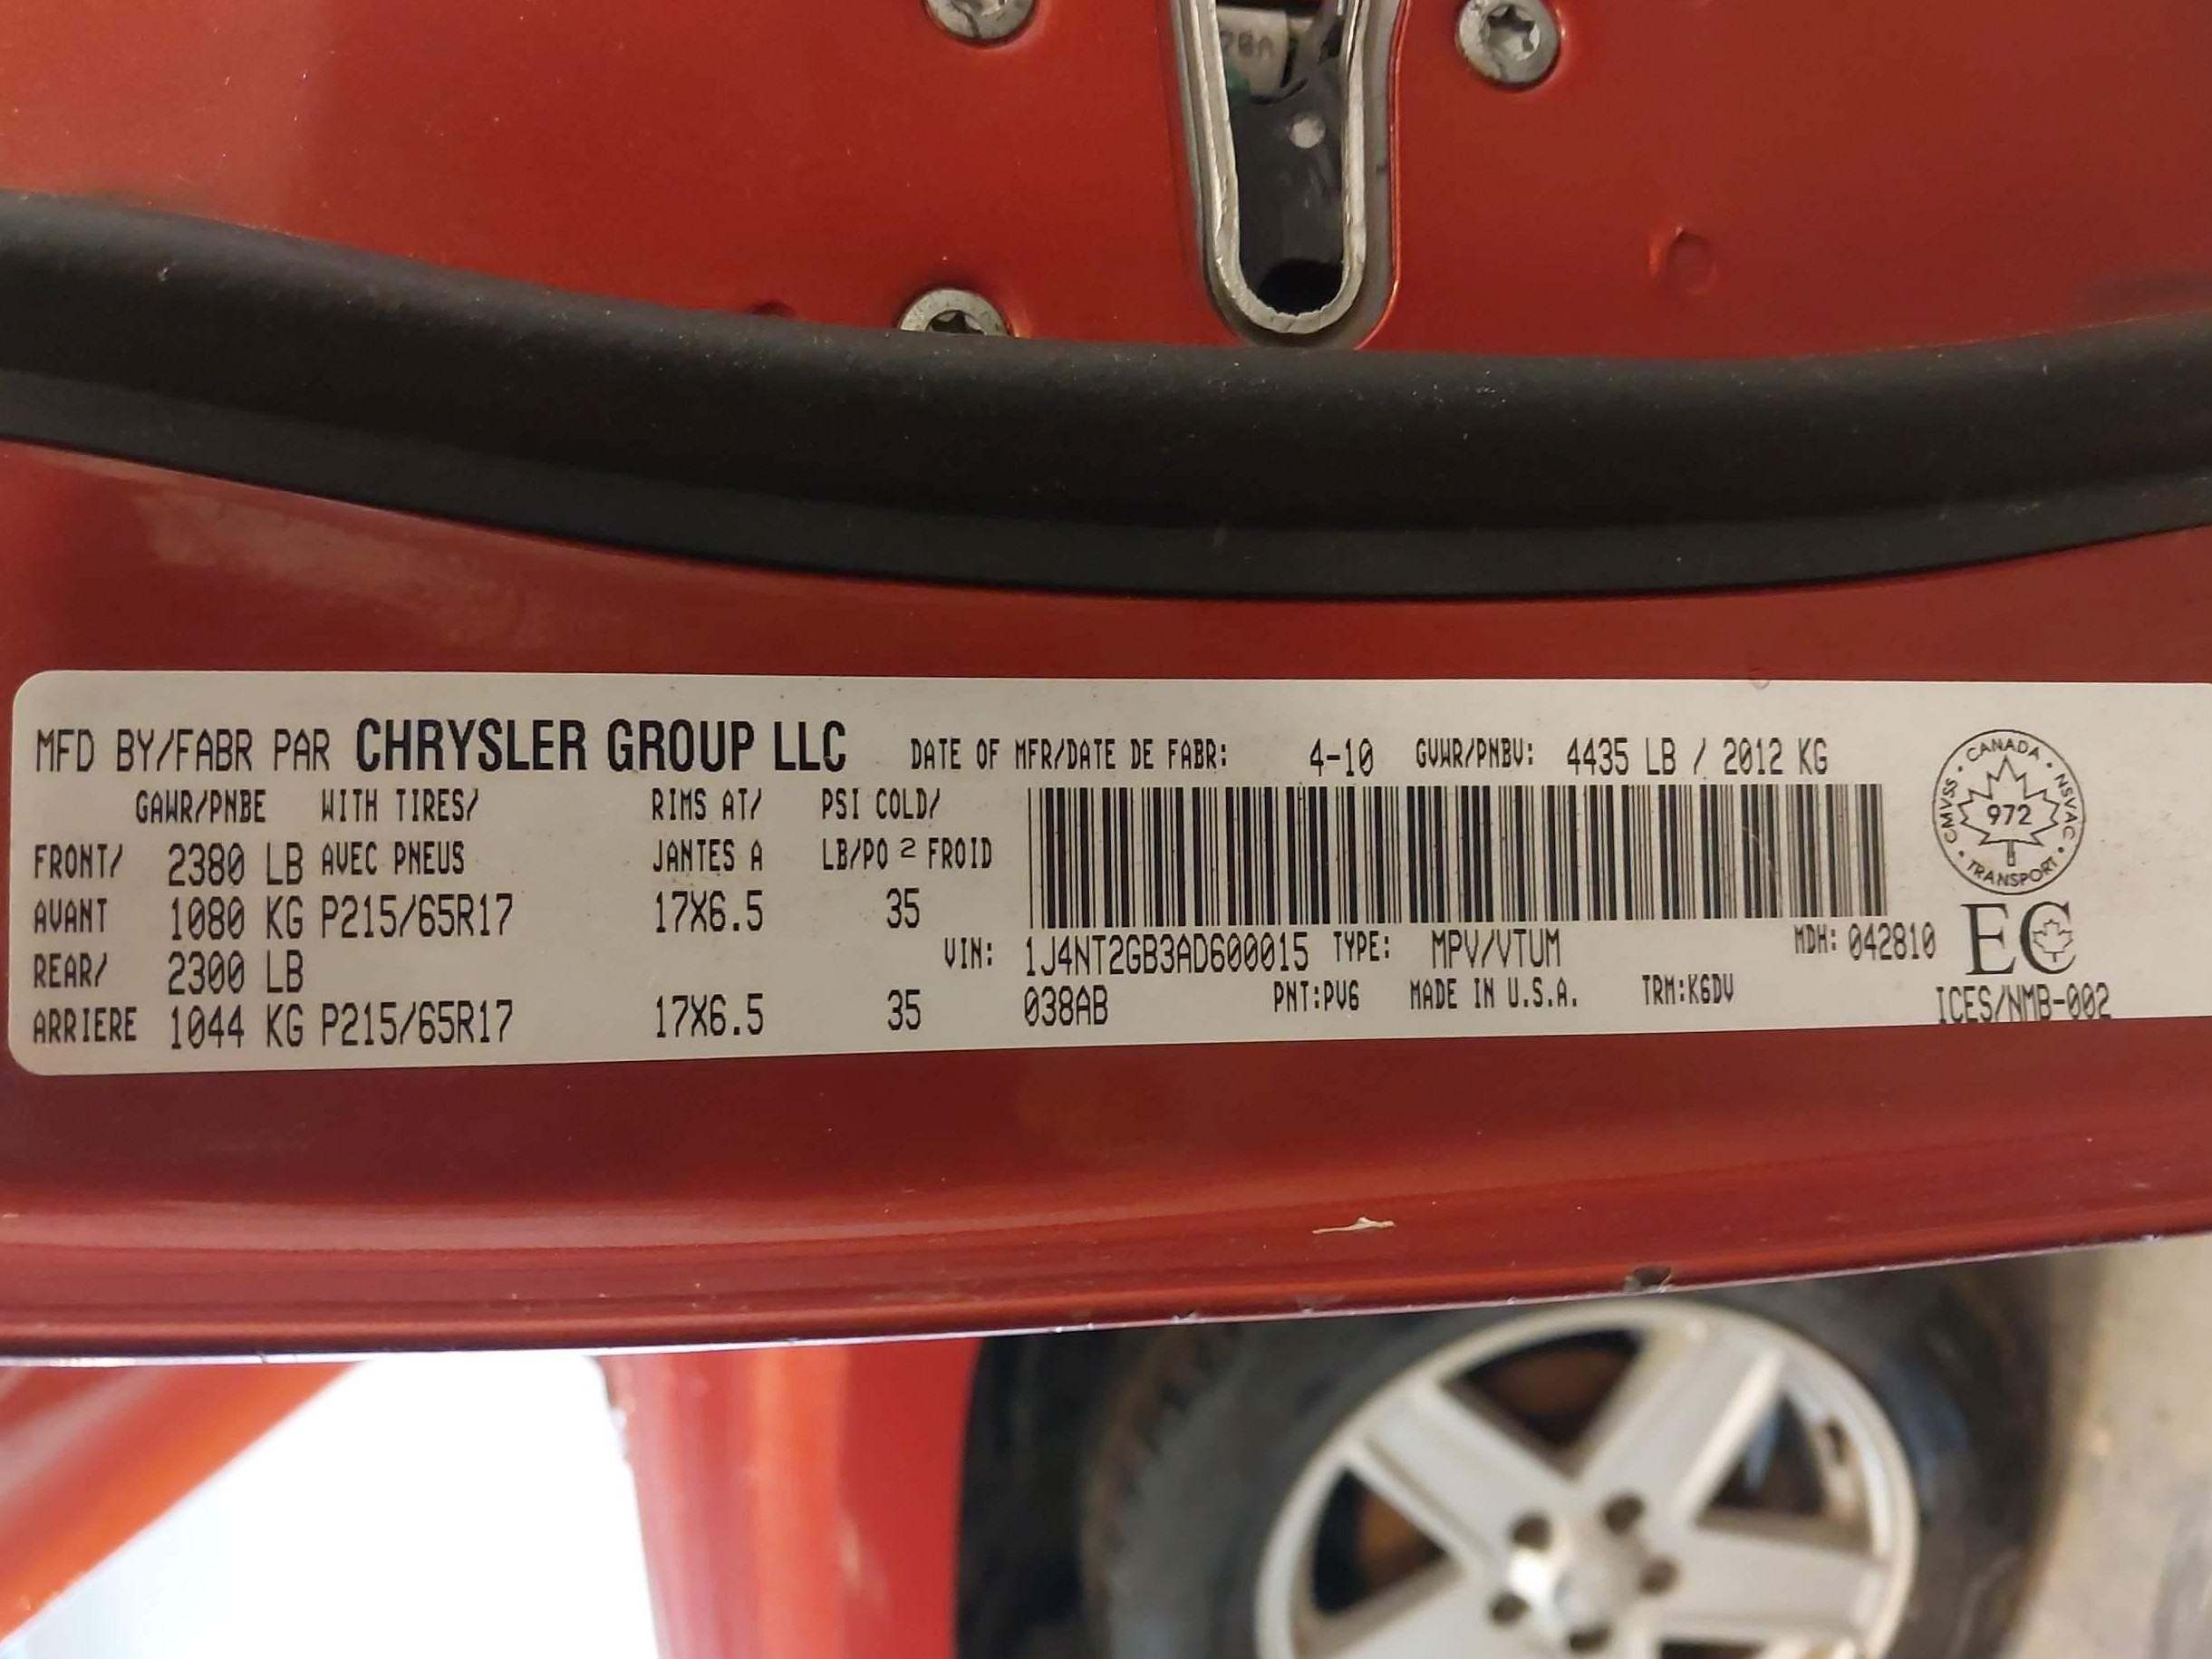 MFD BY/FABR PAR CHRYSLER GROUP LLC DATE OF MFR/DATE DE FABR: 4-10 GVWR/PNBV: 4435 LB / 2012 KG
GAWR/PNBE WITH TIRES/ RIMS AT/ PSI COLD/
FRONT/ 2380 LB AVEC PNEUS JANTES A LB/PO 2 FROID
AVANT 1080 KG P215/65R17 17X6.5 35
REAR/ 2300 LB
ARRIERE 1044 KG P215/65R17 17X6.5 35
VIN: 1J4NT2GB3AD600015 TYPE: MPV/VTUM MDH: 042810
038AB PNT:PV6 MADE IN U.S.A. TRM:K6DV
CANADA · NSVAC · TRANSPORT · CMVSS ·
972
EC
ICES/NMB-002